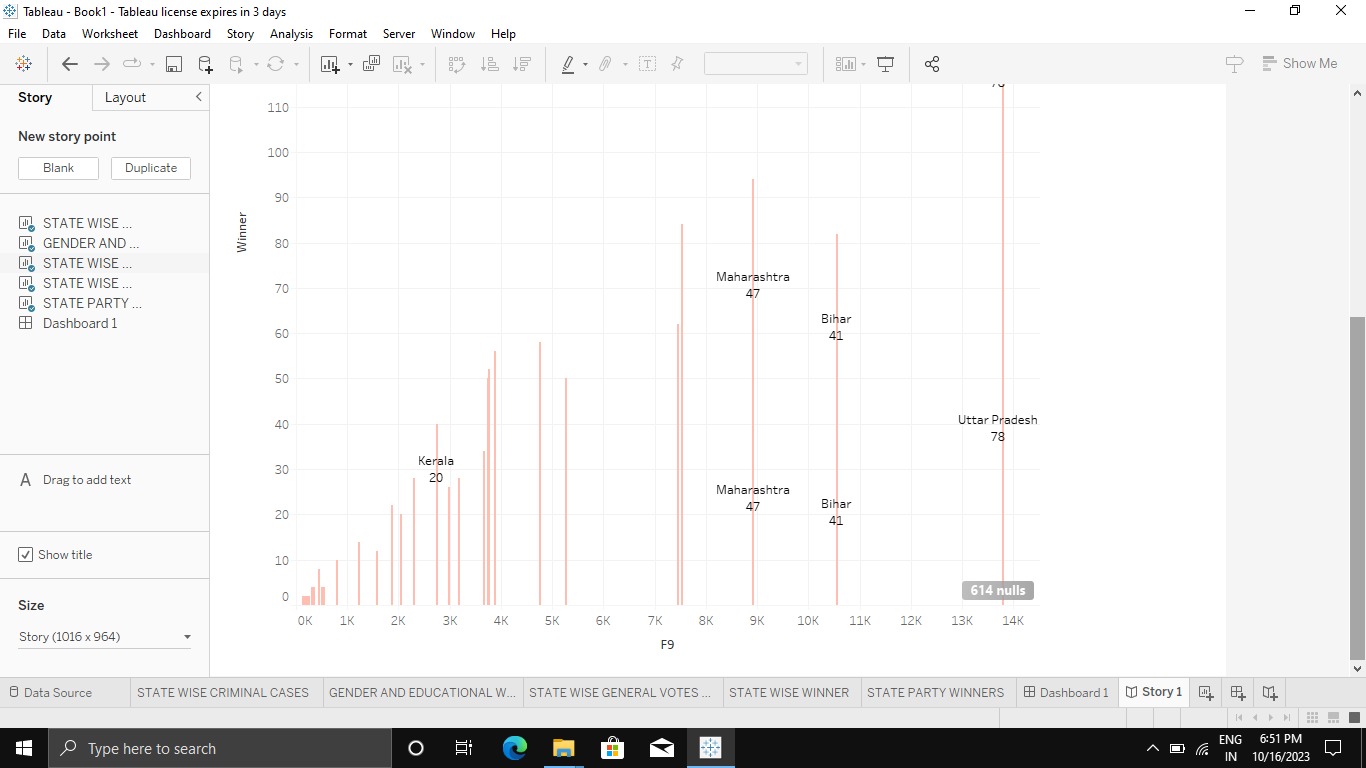 Tableau - Book1 - Tableau license expires in 3 days
File Data Worksheet Dashboard Story Analysis Format Server Window Help
Show Me
Story Layout
New story point
Blank Duplicate
STATE WISE ...
GENDER AND ...
STATE WISE ...
STATE WISE ...
STATE PARTY ...
Dashboard 1
A Drag to add text
Show title
Size
Story (1016 x 964)
Winner
110
100
90
80
70
60
50
40
30
20
10
0
Maharashtra
47
Bihar
41
Uttar Pradesh
78
Kerala
20
Maharashtra
47
Bihar
41
614 nulls
0K 1K 2K 3K 4K 5K 6K 7K 8K 9K 10K 11K 12K 13K 14K
F9
Data Source STATE WISE CRIMINAL CASES GENDER AND EDUCATIONAL W... STATE WISE GENERAL VOTES ... STATE WISE WINNER STATE PARTY WINNERS Dashboard 1 Story 1
Type here to search
ENG
IN
6:51 PM
10/16/2023